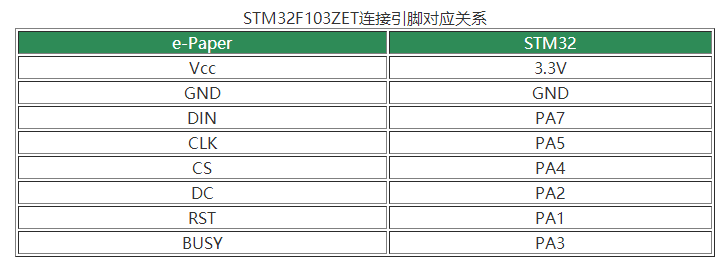 STM32F103ZET连接引脚对应关系
e-Paper STM32
Vcc 3.3V
GND GND
DIN PA7
CLK PA5
CS PA4
DC PA2
RST PA1
BUSY PA3